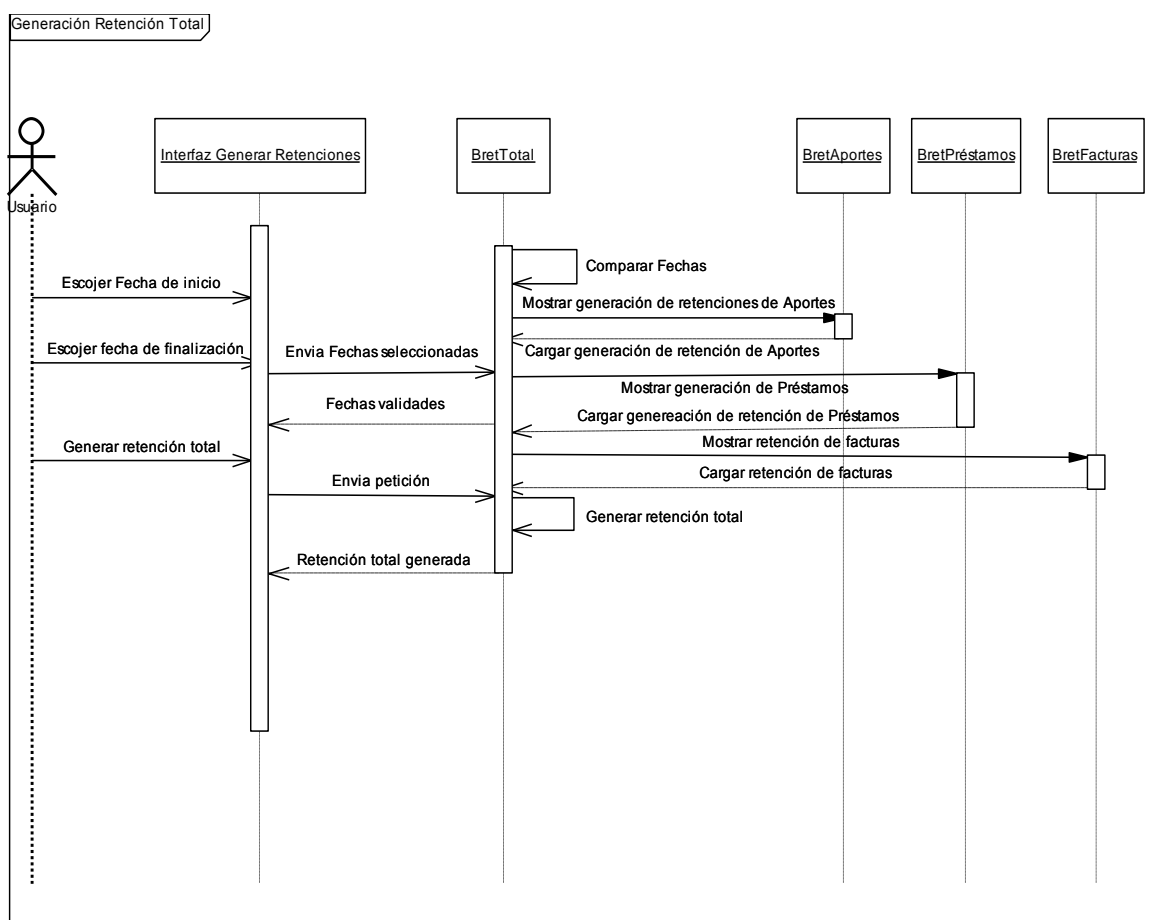 Generación Retención Total
Usuario
Interfaz Generar Retenciones
BretTotal
BretAportes
BretPréstamos
BretFacturas
Comparar Fechas
Escojer Fecha de inicio
Mostrar generación de retenciones de Aportes
Escojer fecha de finalización
Envia Fechas seleccionadas
Cargar generación de retención de Aportes
Mostrar generación de Préstamos
Fechas validades
Cargar genereación de retención de Préstamos
Generar retención total
Mostrar retención de facturas
Envia petición
Cargar retención de facturas
Generar retención total
Retención total generada